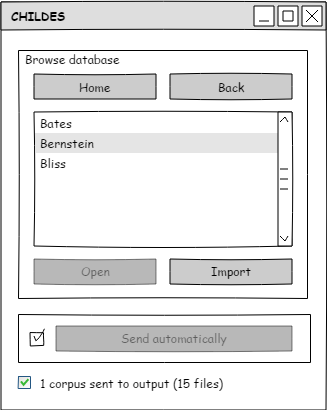 CHILDES
Browse database
Home Back
Bates
Bernstein
Bliss
Open Import
Send automatically
1 corpus sent to output (15 files)